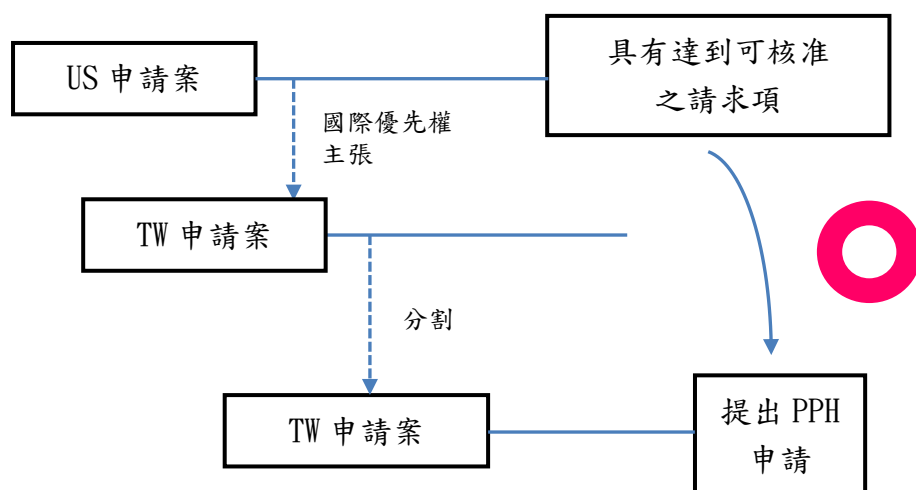 US 申請案
具有達到可核准
之請求項
國際優先權
主張
TW 申請案
分割
TW 申請案
提出 PPH
申請